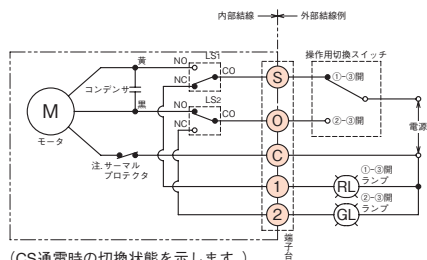 内部結線
外部結線例
黄
NO
LS1
CO
NC
コンデンサ
黒
NO
LS2
CO
NC
M
モータ
注.サーマル
プロテクタ
S
O
C
1
2
端子台
操作用切換スイッチ
①-③開
②-③開
電源
①-③開
ランプ
RL
②-③開
ランプ
GL
(CS通電時の切換状態を示します。)